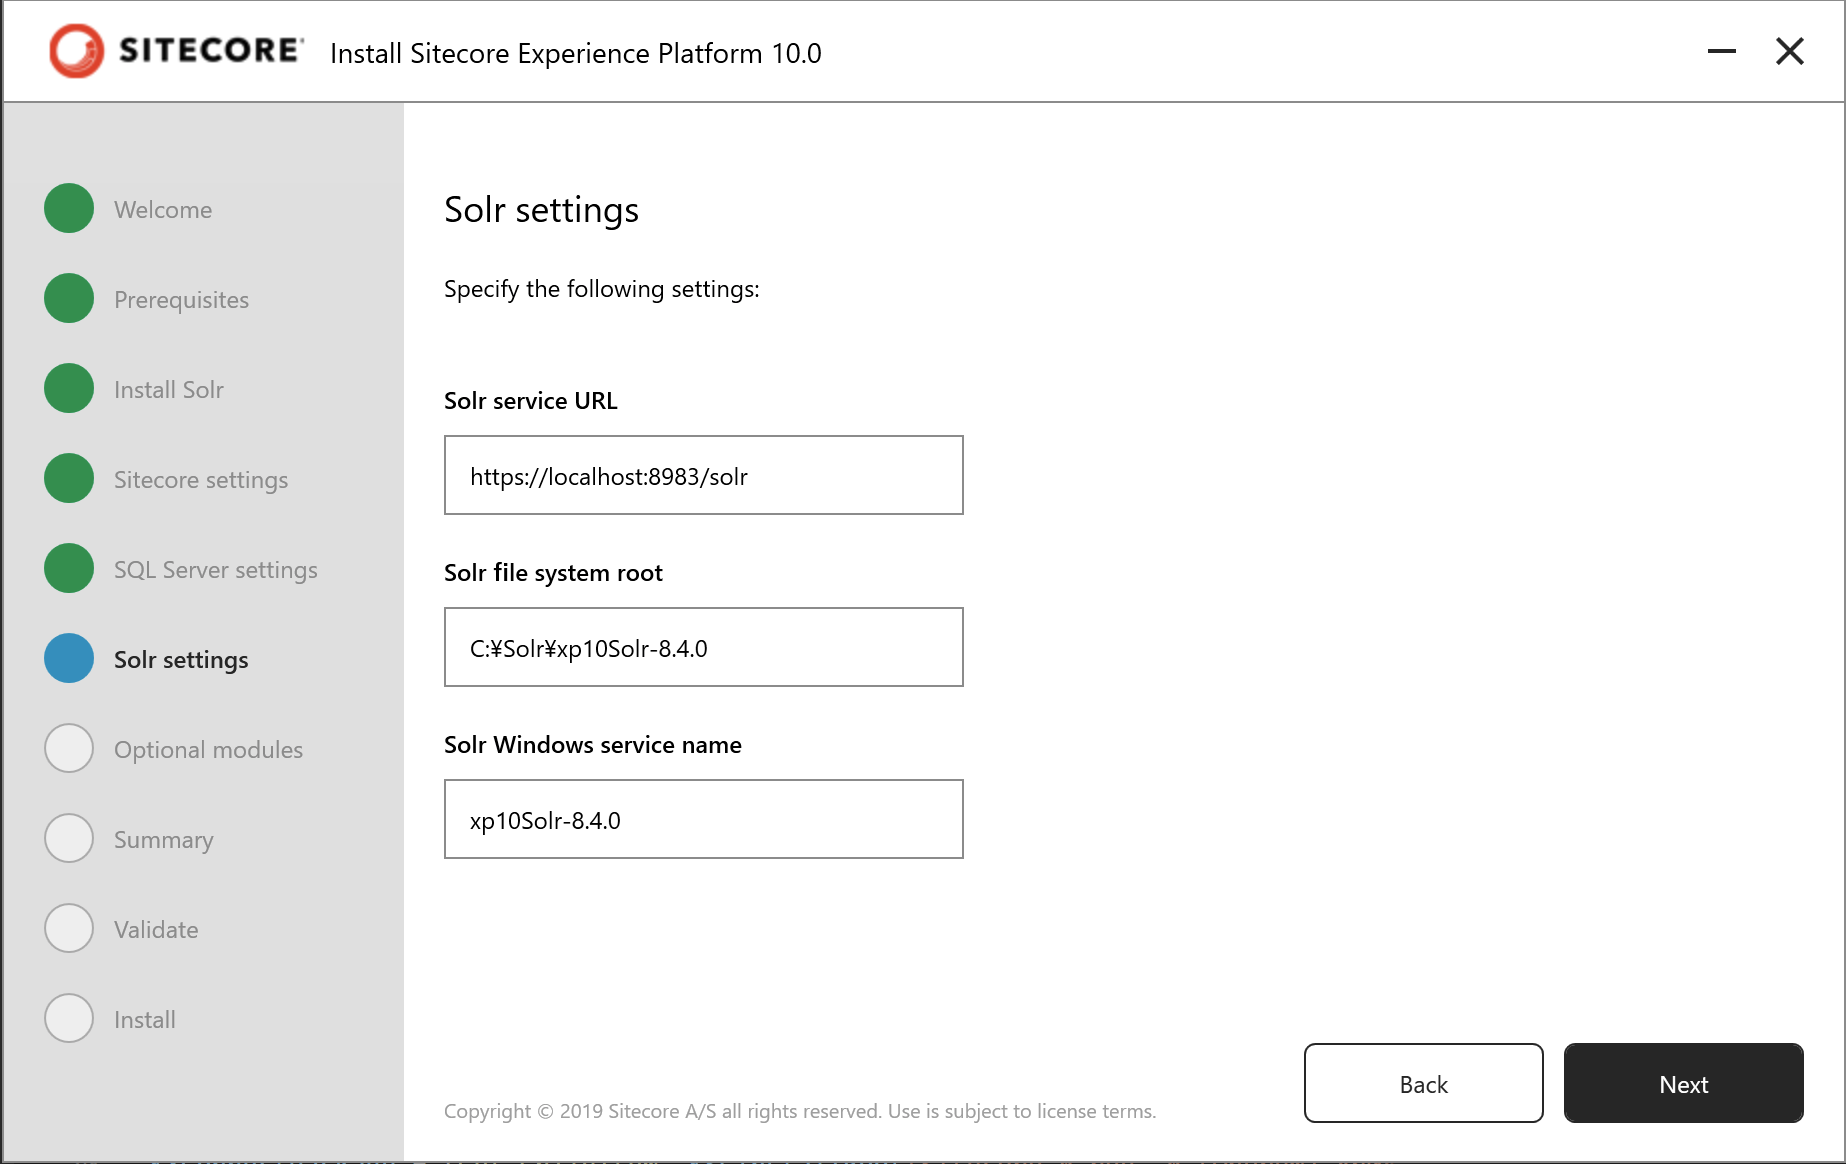 SITECORE Install Sitecore Experience Platform 10.0
Welcome
Prerequisites
Install Solr
Sitecore settings
SQL Server settings
Solr settings
Optional modules
Summary
Validate
Install
Solr settings
Specify the following settings:
Solr service URL
https://localhost:8983/solr
Solr file system root
C:¥Solr¥xp10Solr-8.4.0
Solr Windows service name
xp10Solr-8.4.0
Back
Next
Copyright © 2019 Sitecore A/S all rights reserved. Use is subject to license terms.